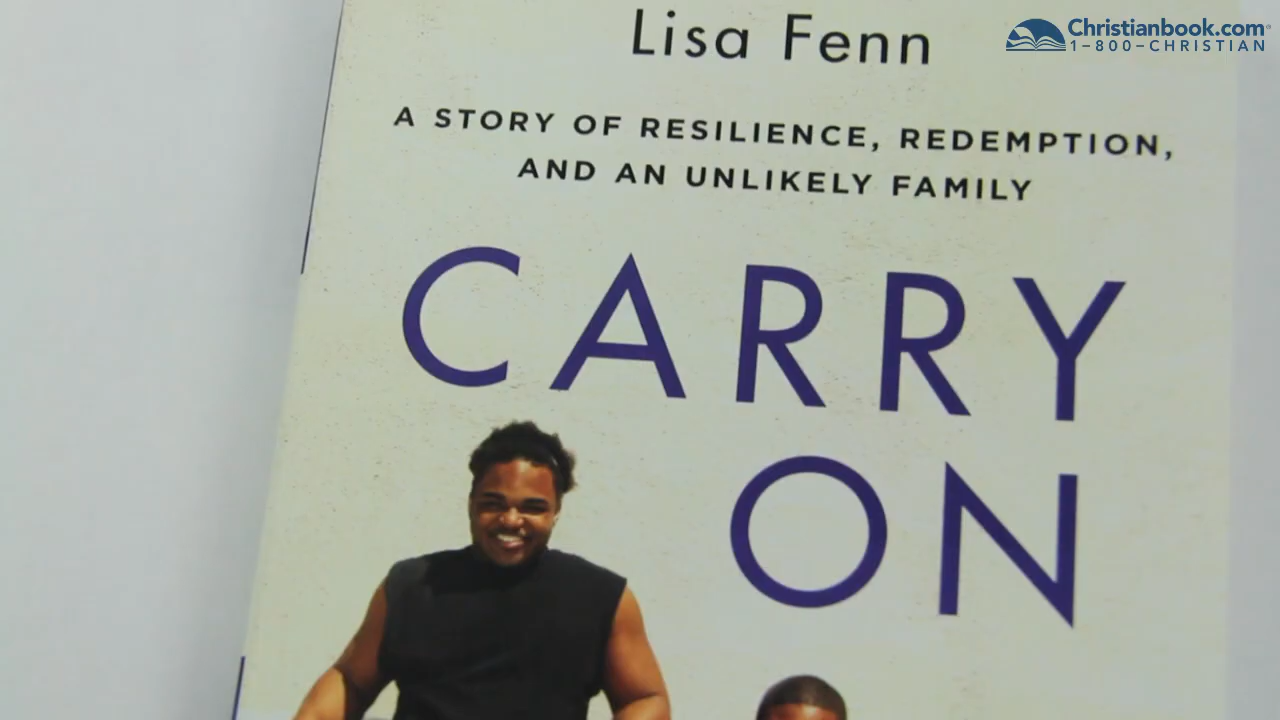 Lisa Fenn
Christianbook.com®
1-800-CHRISTIAN
A STORY OF RESILIENCE, REDEMPTION,
AND AN UNLIKELY FAMILY
CARRY
ON